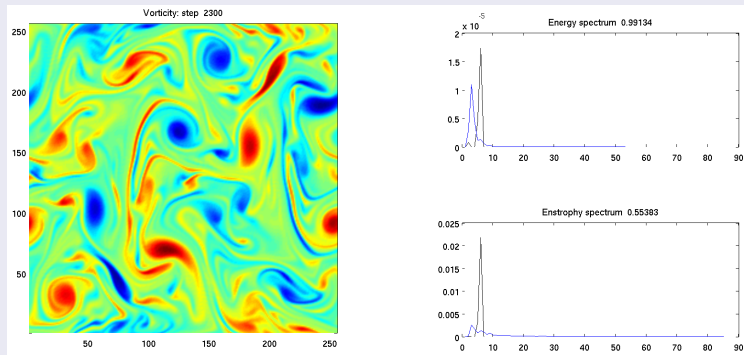 Vorticity: step 2300
250
200
150
100
50
50 100 150 200 250
Energy spectrum 0.99134
x 10
-5
2
1.5
1
0.5
0
0 10 20 30 40 50 60 70 80 90
Enstrophy spectrum 0.55383
0.025
0.02
0.015
0.01
0.005
0
0 10 20 30 40 50 60 70 80 90